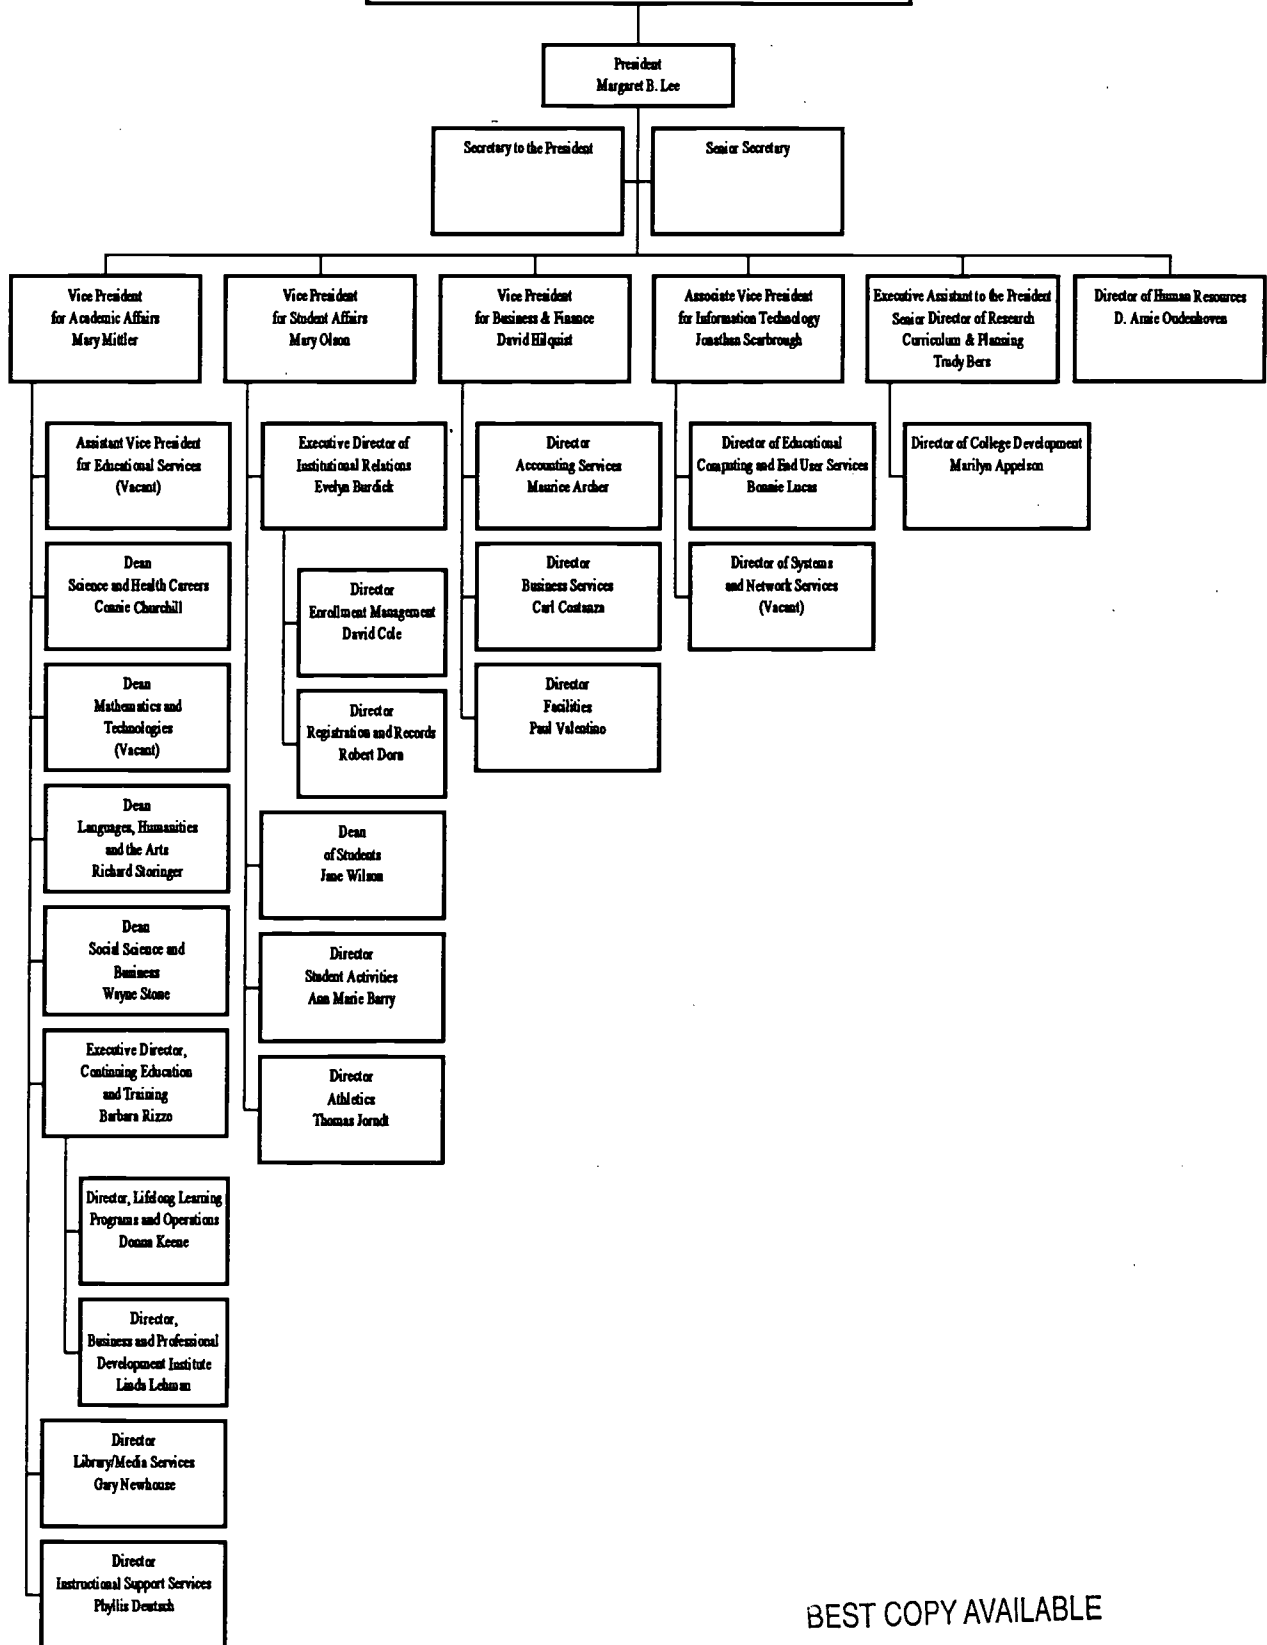 President
Margaret B. Lee
Secretary to the President
Senior Secretary
Vice President
for Academic Affairs
Mary Mittler
Vice President
for Student Affairs
Mary Olson
Vice President
for Business & Finance
David Hilquist
Associate Vice President
for Information Technology
Jonathan Scarbrough
Executive Assistant to the President
Senior Director of Research
Curriculum & Planning
Trudy Bers
Director of Human Resources
D. Arnie Oudenhoven
Assistant Vice President
for Educational Services
(Vacant)
Dean
Science and Health Careers
Connie Churchill
Dean
Mathematics and
Technologies
(Vacant)
Dean
Languages, Humanities
and the Arts
Richard Storinger
Dean
Social Science and
Business
Wayne Stone
Executive Director,
Continuing Education
and Training
Barbara Rizzo
Director, Lifelong Learning
Programs and Operations
Donna Keene
Director,
Business and Professional
Development Institute
Linda Lehman
Director
Library/Media Services
Gary Newhouse
Director
Instructional Support Services
Phyllis Deutsch
Executive Director of
Institutional Relations
Evelyn Burdick
Director
Enrollment Management
David Cole
Director
Registration and Records
Robert Dorn
Dean
of Students
Jane Wilson
Director
Student Activities
Ann Marie Barry
Director
Athletics
Thomas Jorndt
Director
Accounting Services
Maurice Archer
Director
Business Services
Carl Costanza
Director
Facilities
Paul Valentino
Director of Educational
Computing and End User Services
Bonnie Lucas
Director of Systems
and Network Services
(Vacant)
Director of College Development
Marilyn Appelson
BEST COPY AVAILABLE